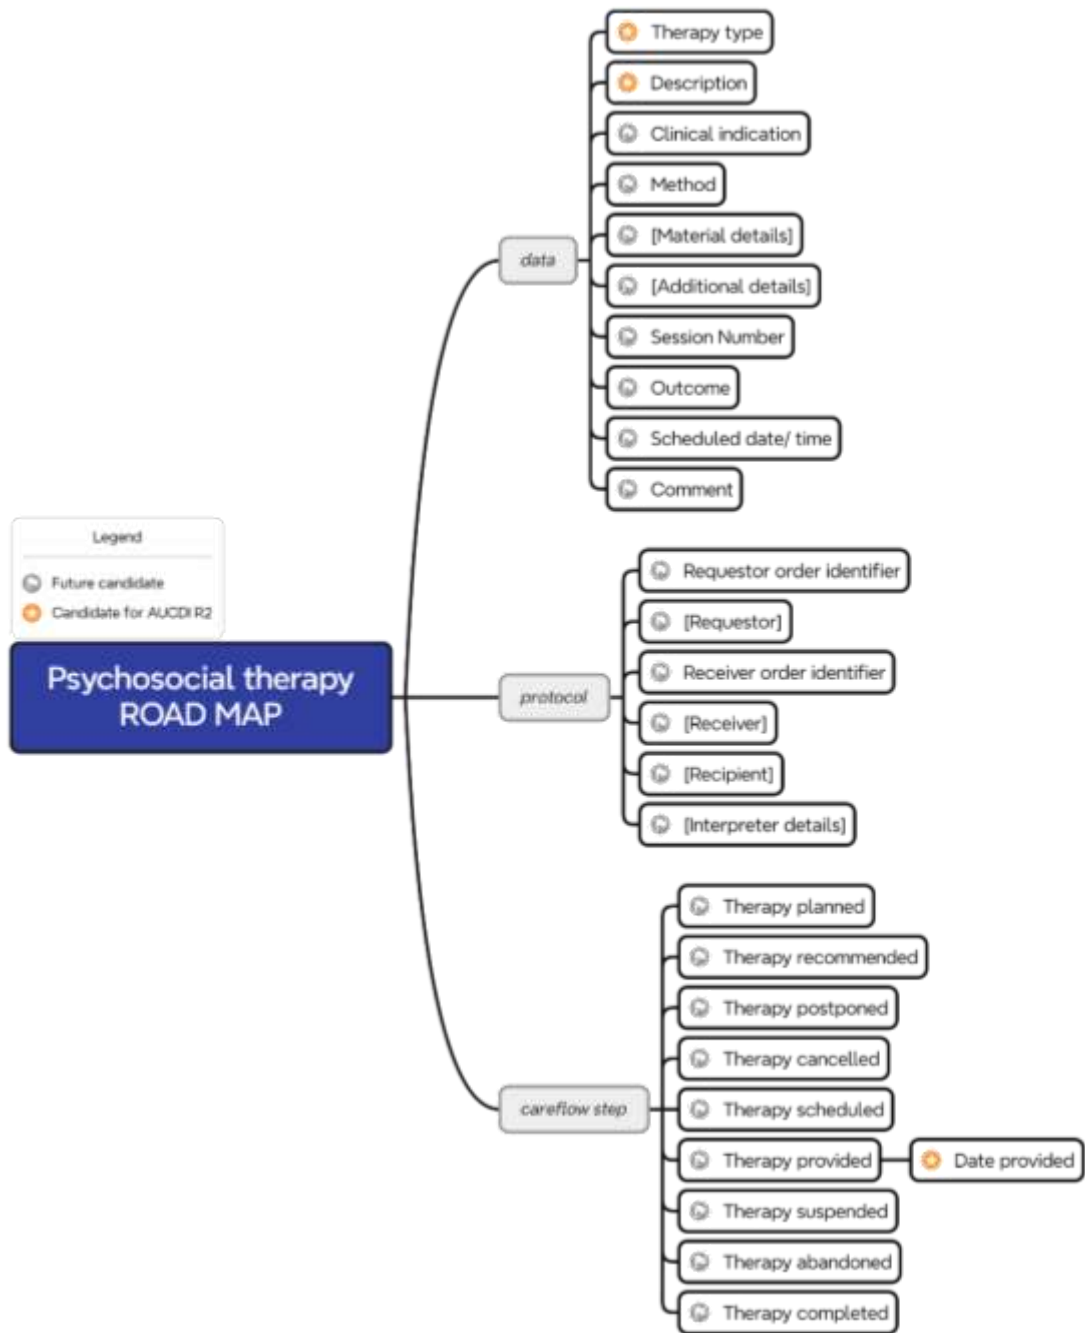 Therapy type
Description
Clinical indication
Method
[Material details]
data
[Additional details]
Session Number
Outcome
Scheduled date/ time
Comment
Legend
Future candidate
Candidate for AUCDI R2
Psychosocial therapy
ROAD MAP
Requestor order identifier
[Requestor]
Receiver order identifier
protocol
[Receiver]
[Recipient]
[Interpreter details]
Therapy planned
Therapy recommended
Therapy postponed
Therapy cancelled
careflow step
Therapy scheduled
Therapy provided
Date provided
Therapy suspended
Therapy abandoned
Therapy completed